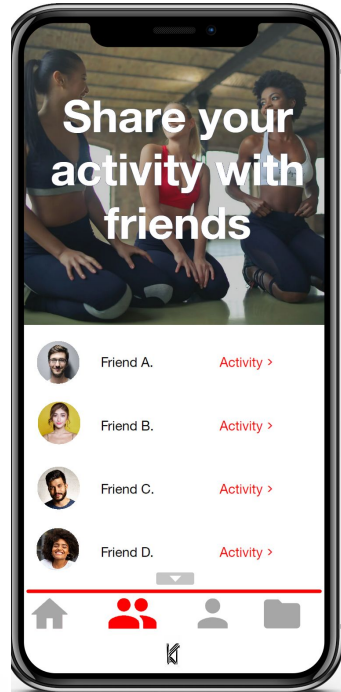 Share your
activity with
friends
Friend A. Activity >
Friend B. Activity >
Friend C. Activity >
Friend D. Activity >